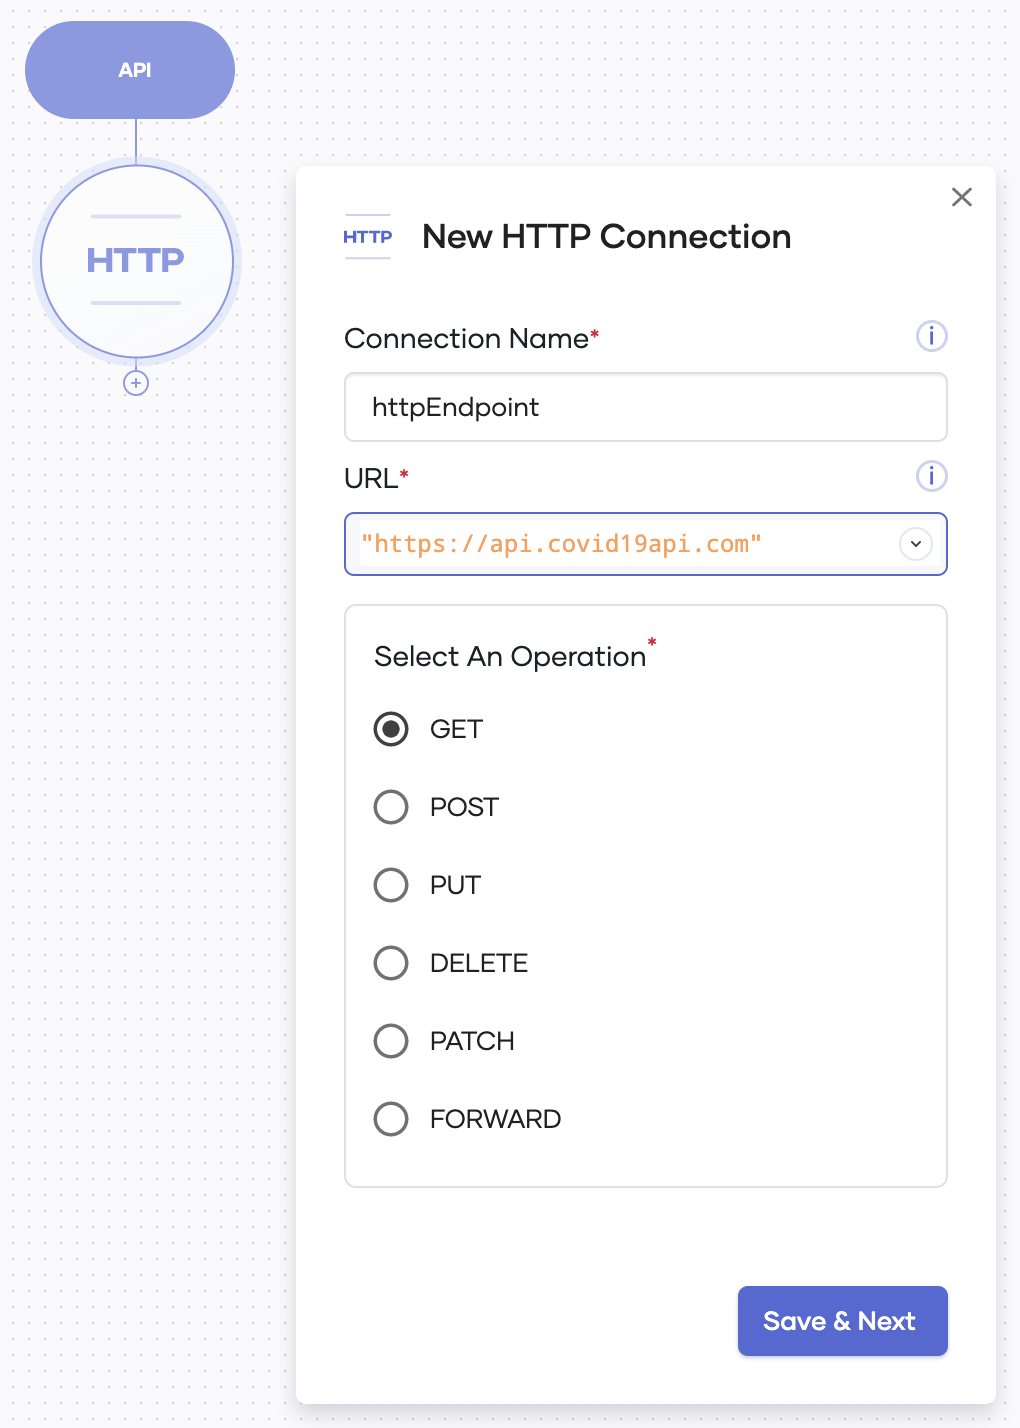 API
HTTP
HTTP
New HTTP Connection
Connection Name*
i
httpEndpoint
URL*
i
"https://api.covid19api.com"
Select An Operation*
GET
POST
PUT
DELETE
PATCH
FORWARD
Save & Next